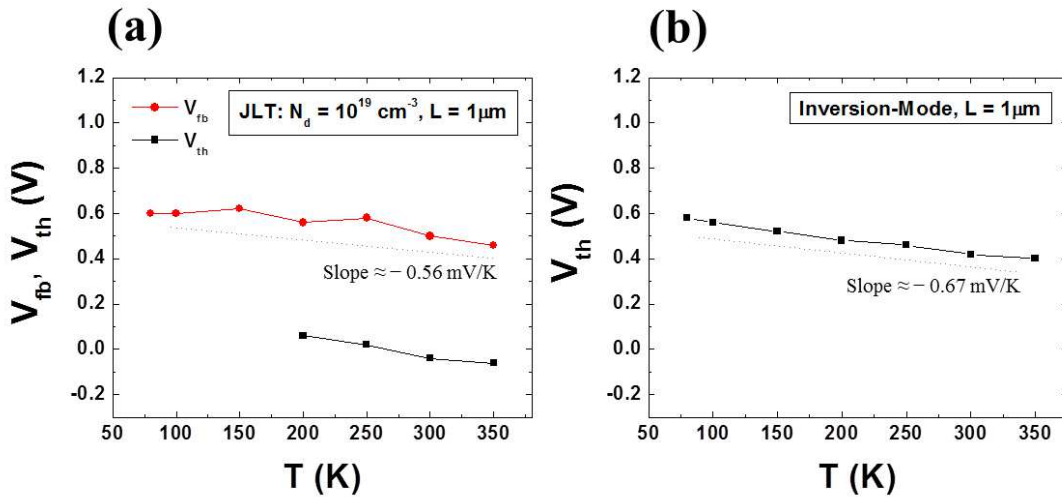 (a)
V_fb, V_th (V)
1.2
1.0
0.8
0.6
0.4
0.2
0.0
-0.2
V_fb
V_th
JLT: N_d = 10^19 cm^-3, L = 1μm
Slope ≈ − 0.56 mV/K
50 100 150 200 250 300 350
T (K)
(b)
V_th (V)
1.2
1.0
0.8
0.6
0.4
0.2
0.0
-0.2
Inversion-Mode, L = 1μm
Slope ≈ − 0.67 mV/K
50 100 150 200 250 300 350
T (K)